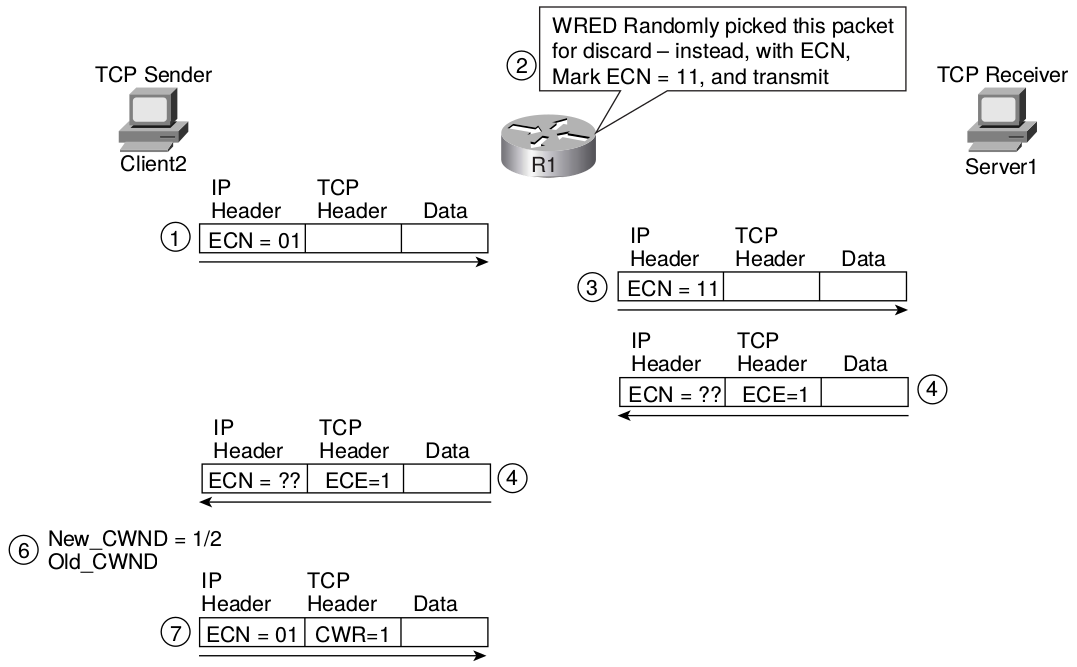 WRED Randomly picked this packet
for discard – instead, with ECN,
Mark ECN = 11, and transmit
2
TCP Sender
TCP Receiver
Client2
R1
Server1
IP Header
TCP Header
Data
1
ECN = 01
IP Header
TCP Header
Data
3
ECN = 11
IP Header
TCP Header
Data
ECN = ??
ECE=1
4
IP Header
TCP Header
Data
ECN = ??
ECE=1
4
6
New_CWND = 1/2
Old_CWND
IP Header
TCP Header
Data
7
ECN = 01
CWR=1